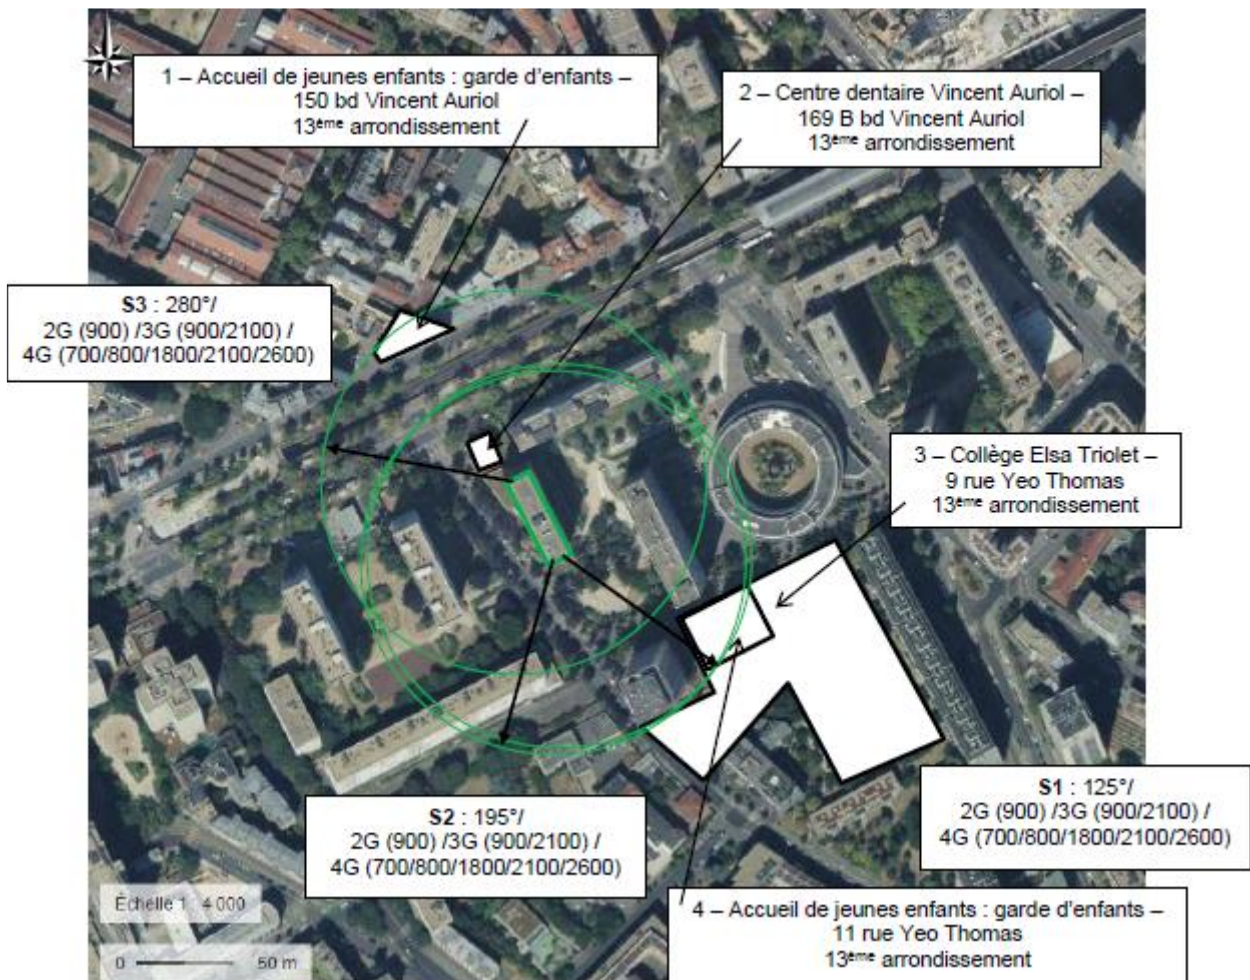 1 – Accueil de jeunes enfants : garde d'enfants –
150 bd Vincent Auriol
13ème arrondissement
2 – Centre dentaire Vincent Auriol –
169 B bd Vincent Auriol
13ème arrondissement
S3 : 280°/
2G (900) /3G (900/2100) /
4G (700/800/1800/2100/2600)
3 – Collège Elsa Triolet –
9 rue Yeo Thomas
13ème arrondissement
S2 : 195°/
2G (900) /3G (900/2100) /
4G (700/800/1800/2100/2600)
S1 : 125°/
2G (900) /3G (900/2100) /
4G (700/800/1800/2100/2600)
Échelle 1 : 4 000
0 50 m
4 – Accueil de jeunes enfants : garde d'enfants –
11 rue Yeo Thomas
13ème arrondissement